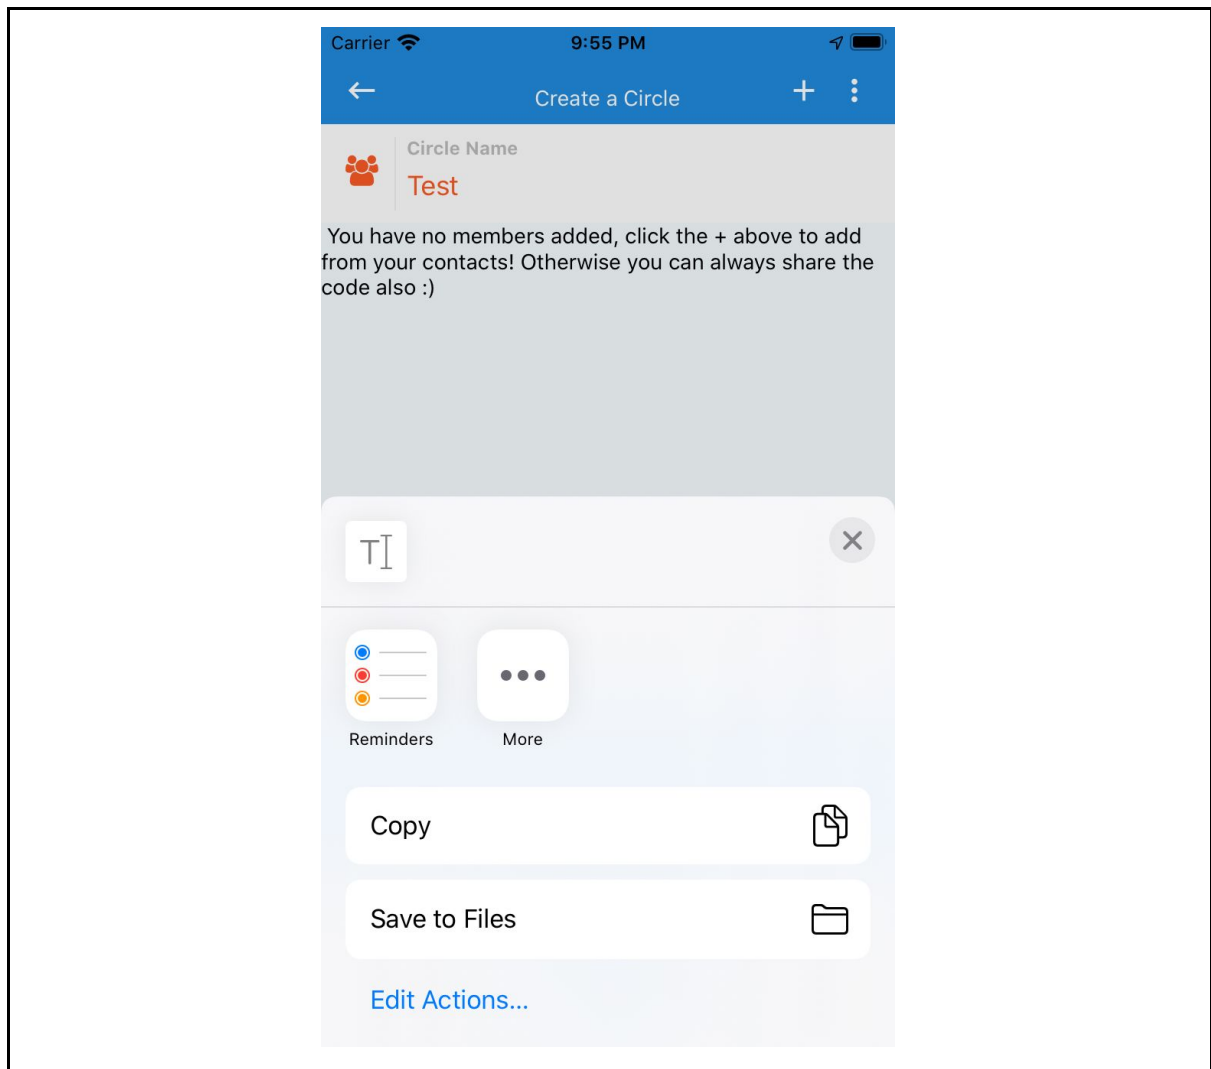 Carrier
9:55 PM
Create a Circle
Circle Name
Test
You have no members added, click the + above to add
from your contacts! Otherwise you can always share the
code also :)
T
Reminders
More
Copy
Save to Files
Edit Actions...